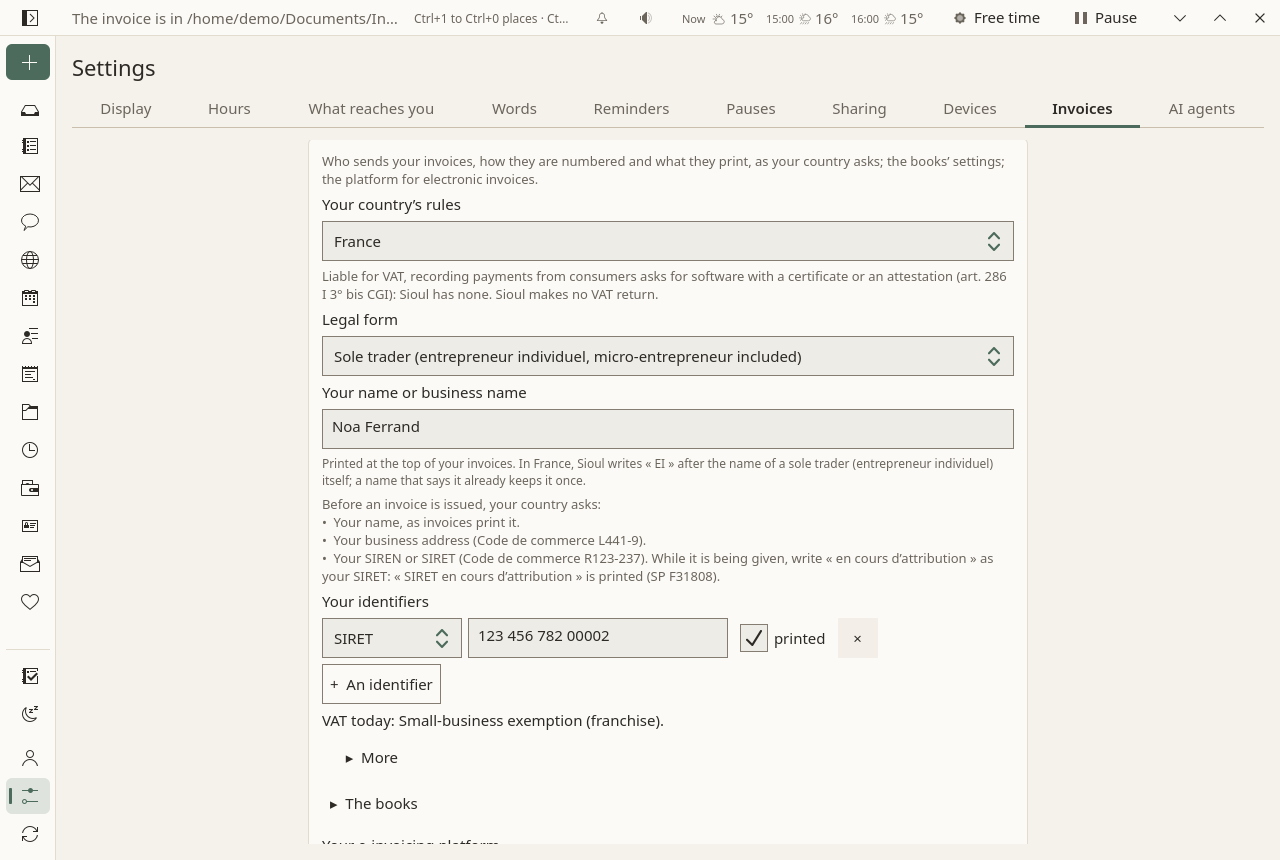 The invoice is in /home/demo/Documents/In...
Ctrl+1 to Ctrl+0 places · Ct...
Now 15° 15:00 16° 16:00 15°
Free time
Pause
Settings
Display Hours What reaches you Words Reminders Pauses Sharing Devices Invoices AI agents
Who sends your invoices, how they are numbered and what they print, as your country asks; the books’ settings;
the platform for electronic invoices.
Your country’s rules
France
Liable for VAT, recording payments from consumers asks for software with a certificate or an attestation (art. 286
I 3° bis CGI): Sioul has none. Sioul makes no VAT return.
Legal form
Sole trader (entrepreneur individuel, micro-entrepreneur included)
Your name or business name
Noa Ferrand
Printed at the top of your invoices. In France, Sioul writes « EI » after the name of a sole trader (entrepreneur individuel)
itself; a name that says it already keeps it once.
Before an invoice is issued, your country asks:
• Your name, as invoices print it.
• Your business address (Code de commerce L441-9).
• Your SIREN or SIRET (Code de commerce R123-237). While it is being given, write « en cours d’attribution » as
your SIRET: « SIRET en cours d’attribution » is printed (SP F31808).
Your identifiers
SIRET 123 456 782 00002 printed ×
+ An identifier
VAT today: Small-business exemption (franchise).
▸ More
▸ The books
Your e-invoicing platform